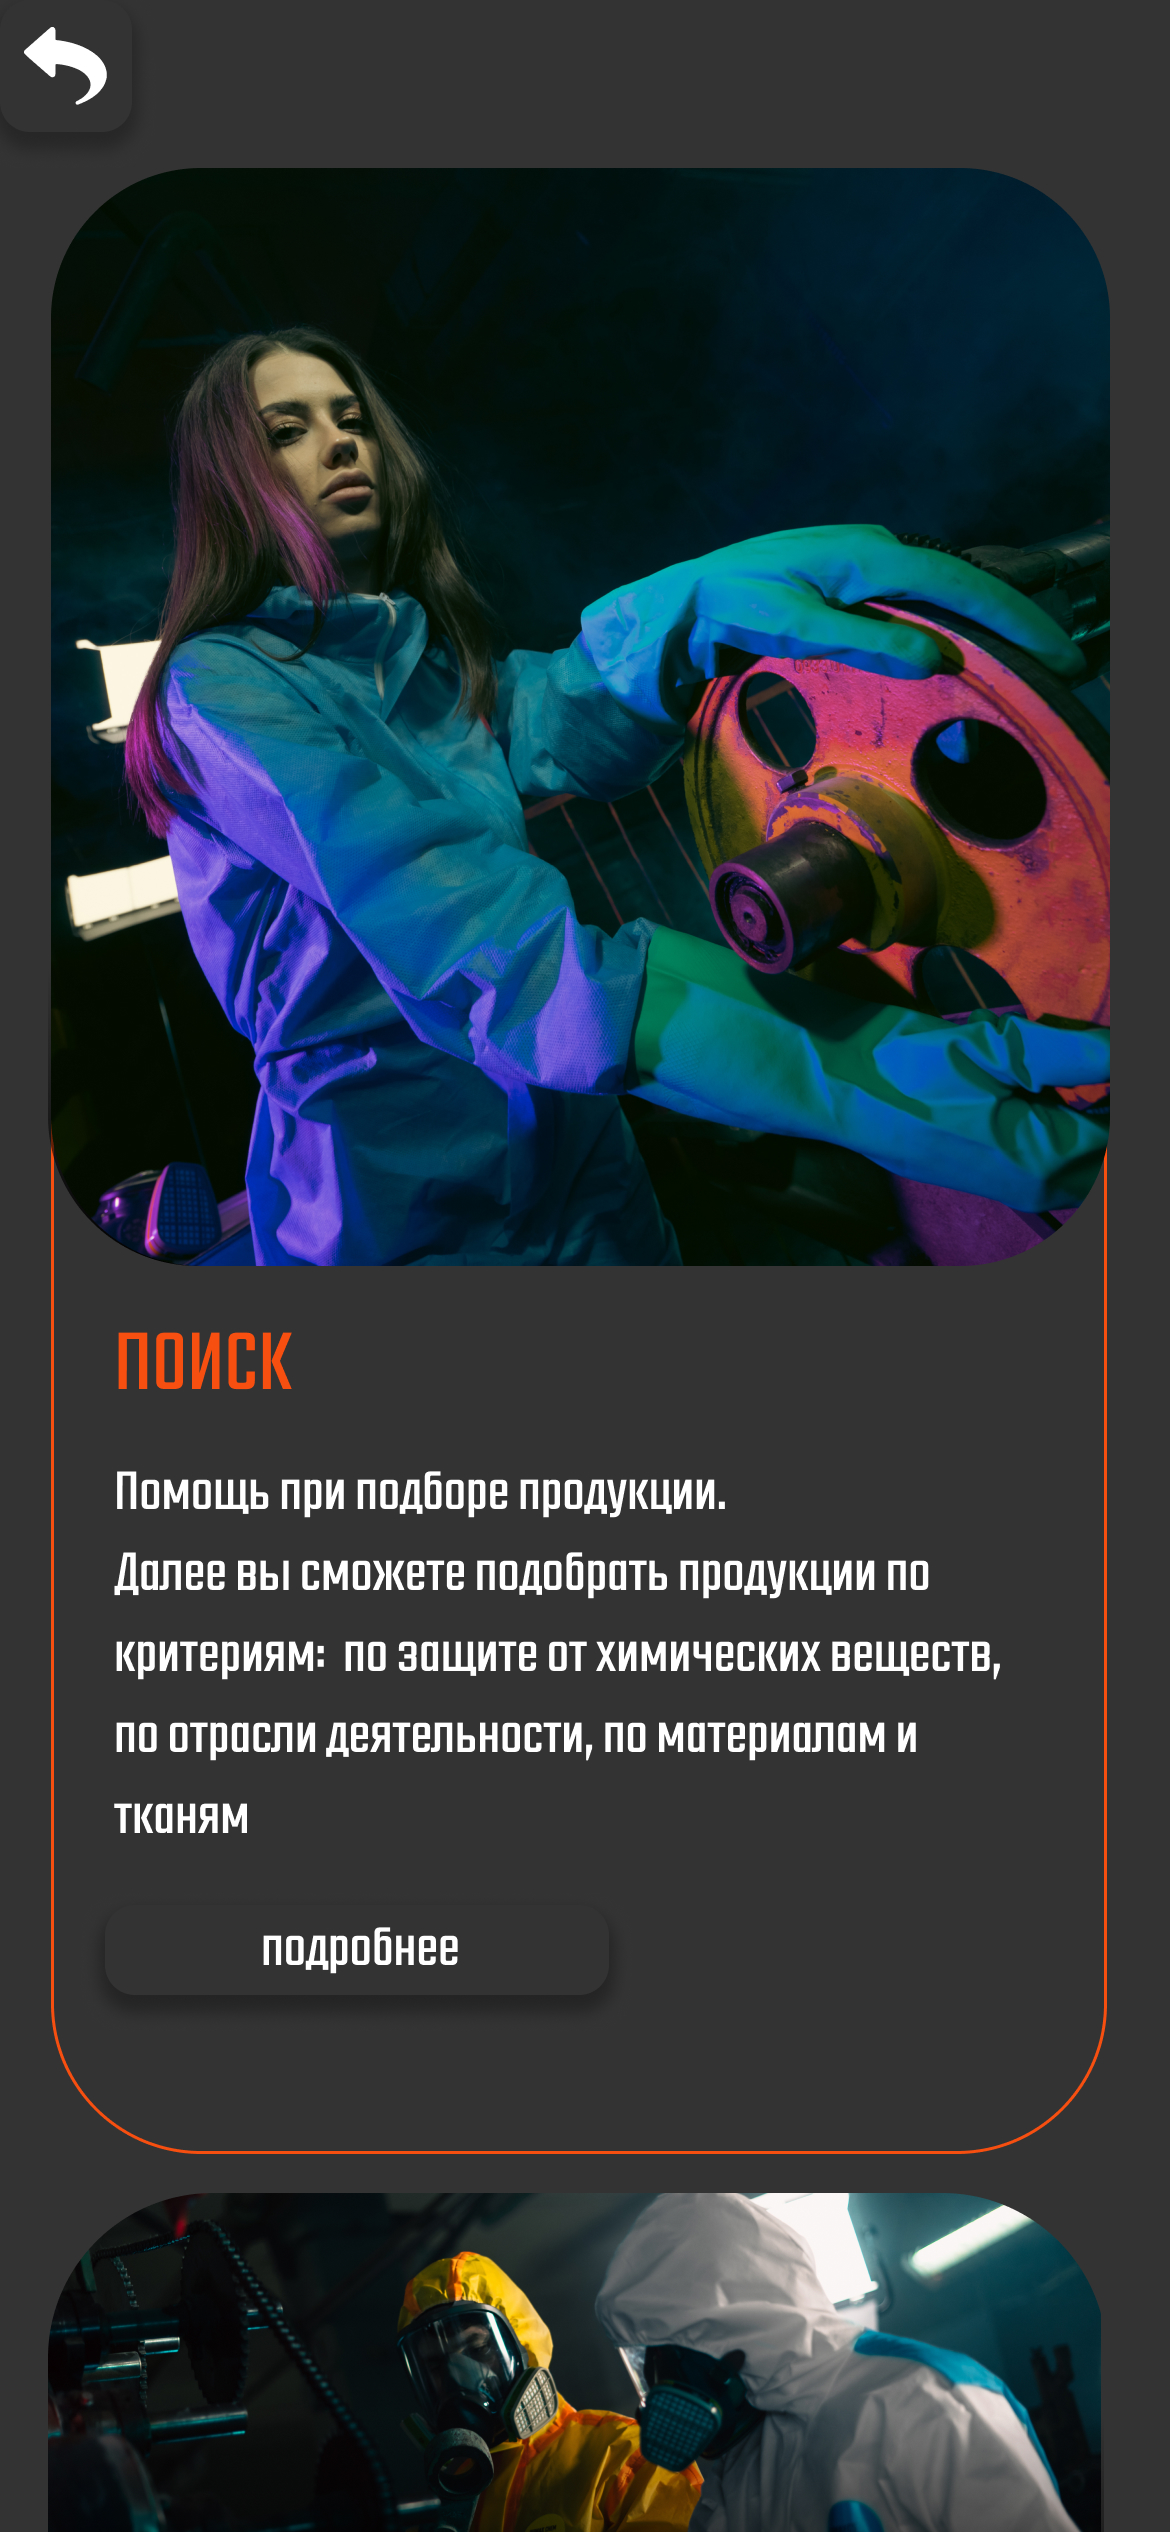 ПОИСК
Помощь при подборе продукции.
Далее вы сможете подобрать продукции по
критериям: по защите от химических веществ,
по отрасли деятельности, по материалам и
тканям
подробнее